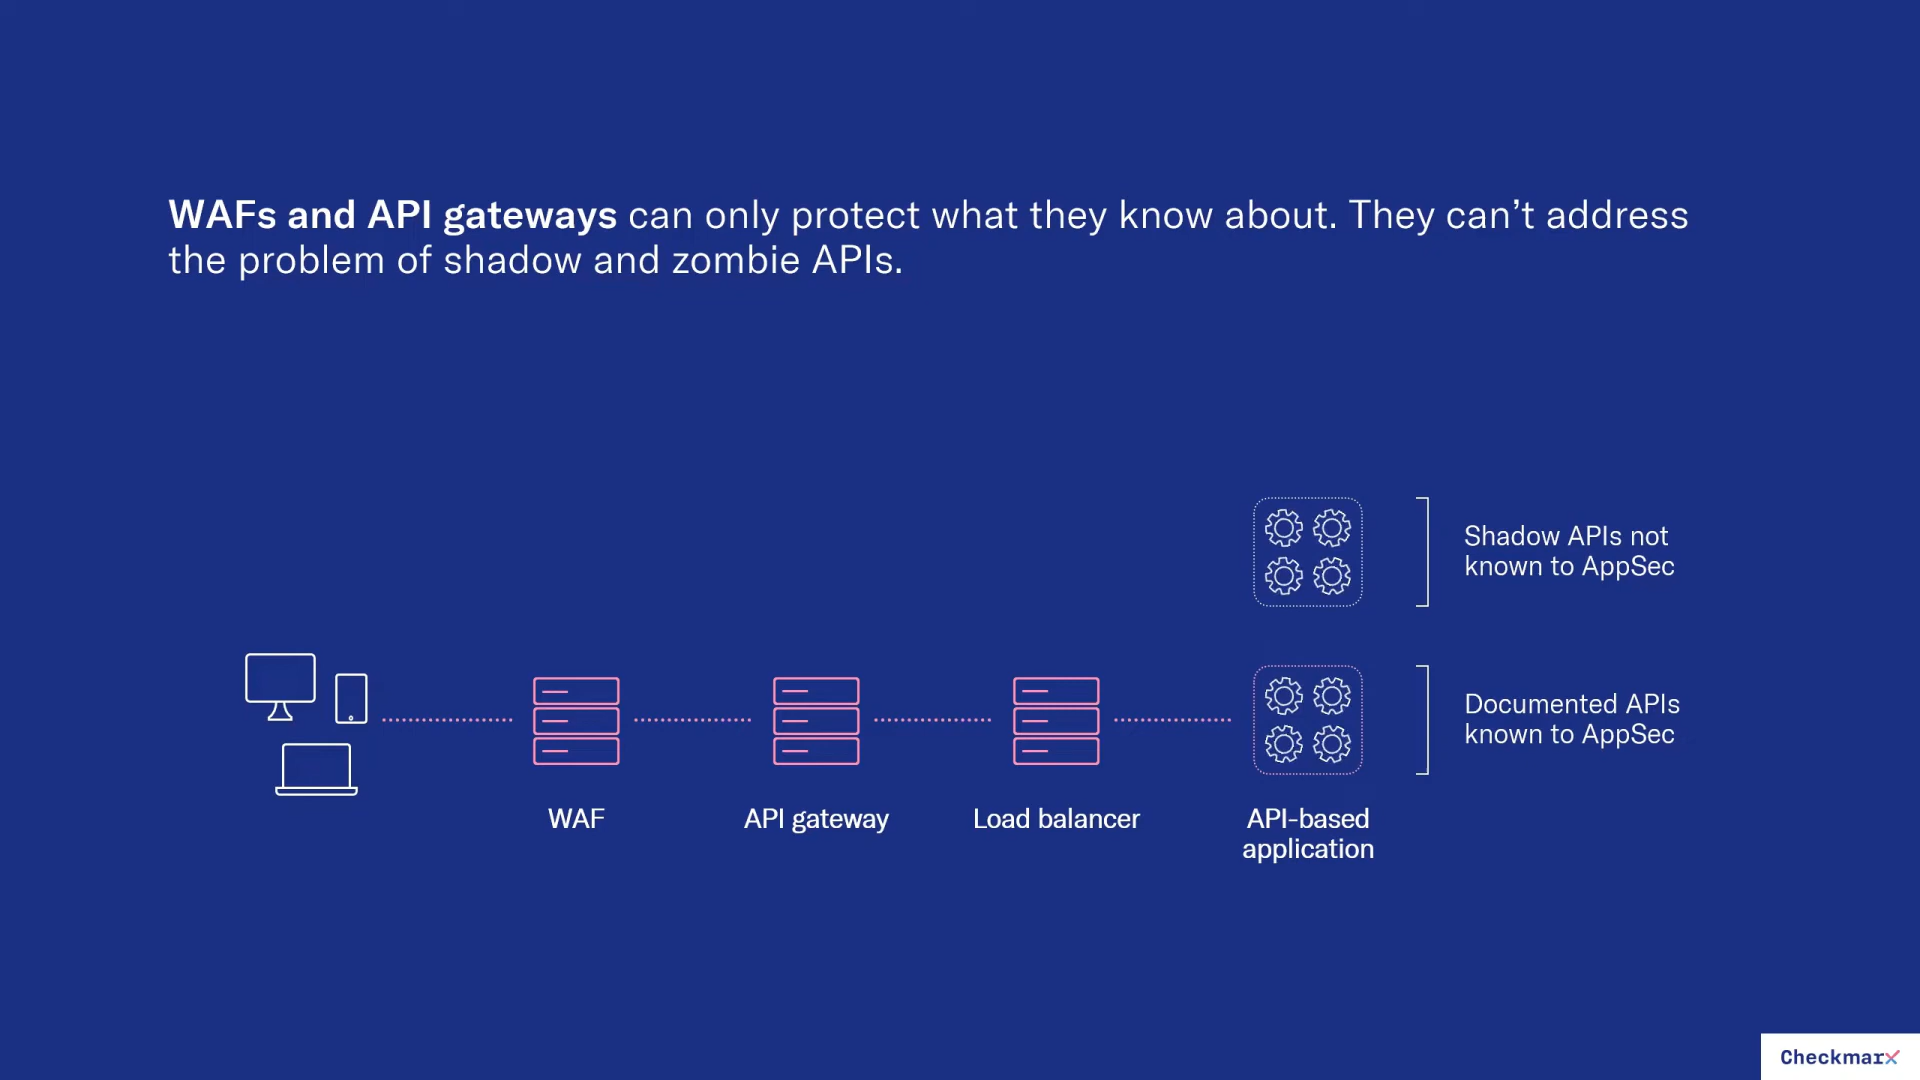 WAFs and API gateways can only protect what they know about. They can’t address
the problem of shadow and zombie APIs.
Shadow APIs not
known to AppSec
Documented APIs
known to AppSec
WAF
API gateway
Load balancer
API-based
application
Checkmarx